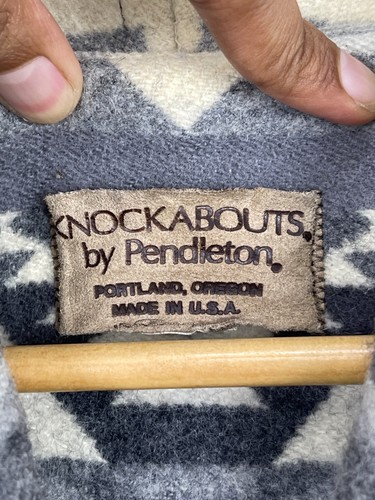 KNOCKABOUTS®
by Pendleton®
PORTLAND, OREGON
MADE IN U.S.A.